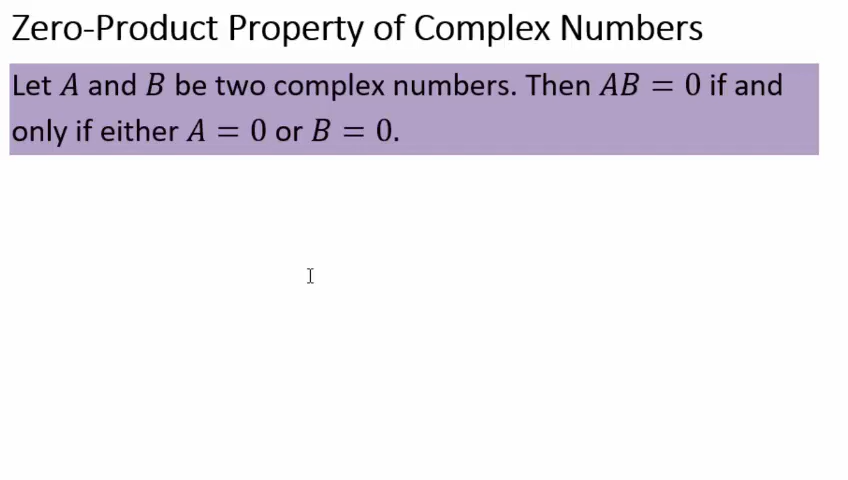 Zero-Product Property of Complex Numbers
Let A and B be two complex numbers. Then AB = 0 if and
only if either A = 0 or B = 0.